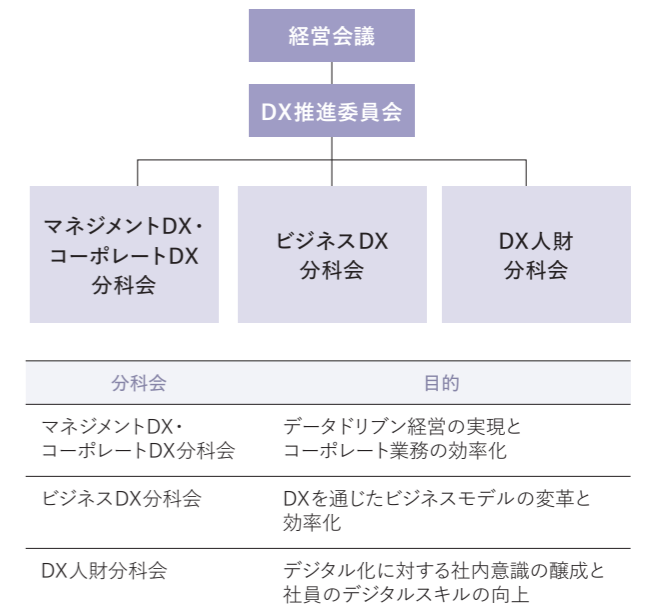 経営会議
DX推進委員会
マネジメントDX・
コーポレートDX
分科会
ビジネスDX
分科会
DX人財
分科会
分科会 目的
マネジメントDX・
コーポレートDX分科会
データドリブン経営の実現と
コーポレート業務の効率化
ビジネスDX分科会
DXを通じたビジネスモデルの変革と
効率化
DX人財分科会
デジタル化に対する社内意識の醸成と
社員のデジタルスキルの向上